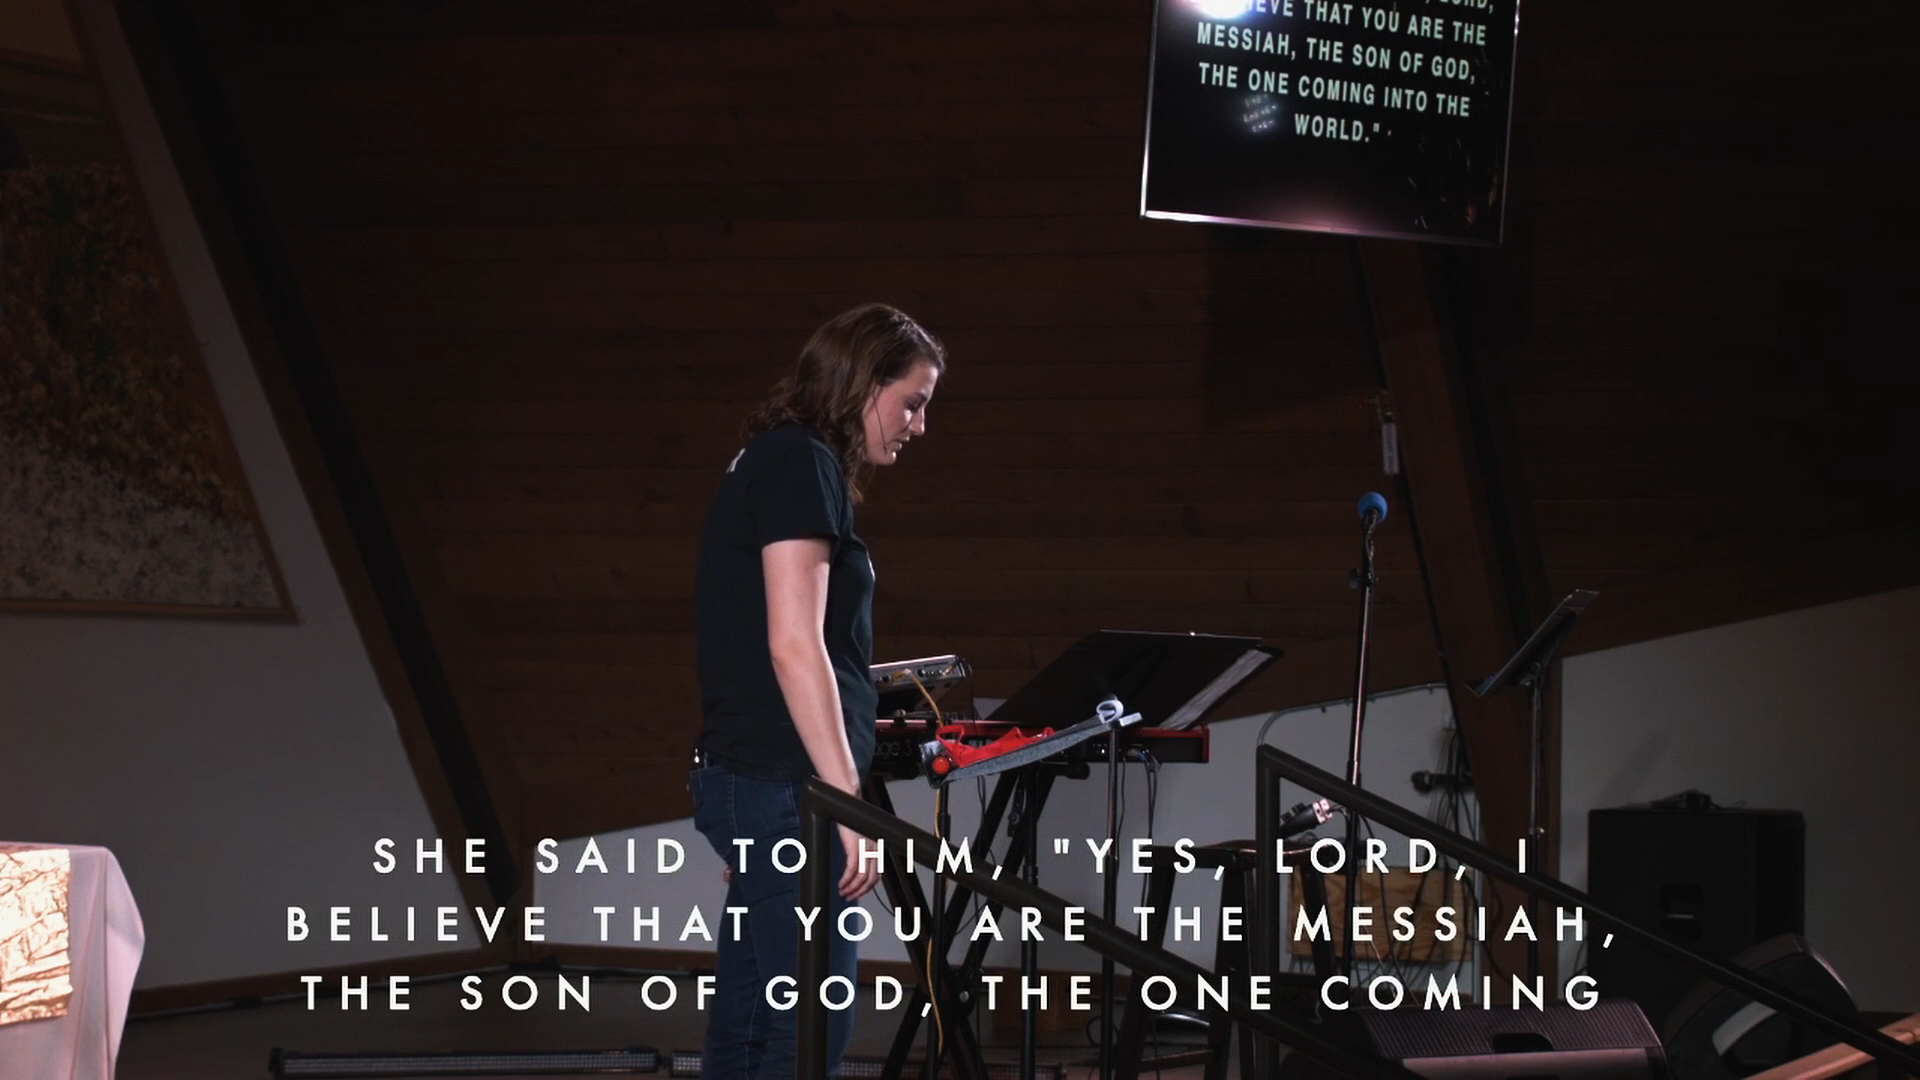 LORD,
THAT YOU ARE THE
MESSIAH, THE SON OF GOD,
THE ONE COMING INTO THE
WORLD."
SHE SAID TO HIM, "YES, LORD, I
BELIEVE THAT YOU ARE THE MESSIAH,
THE SON OF GOD, THE ONE COMING